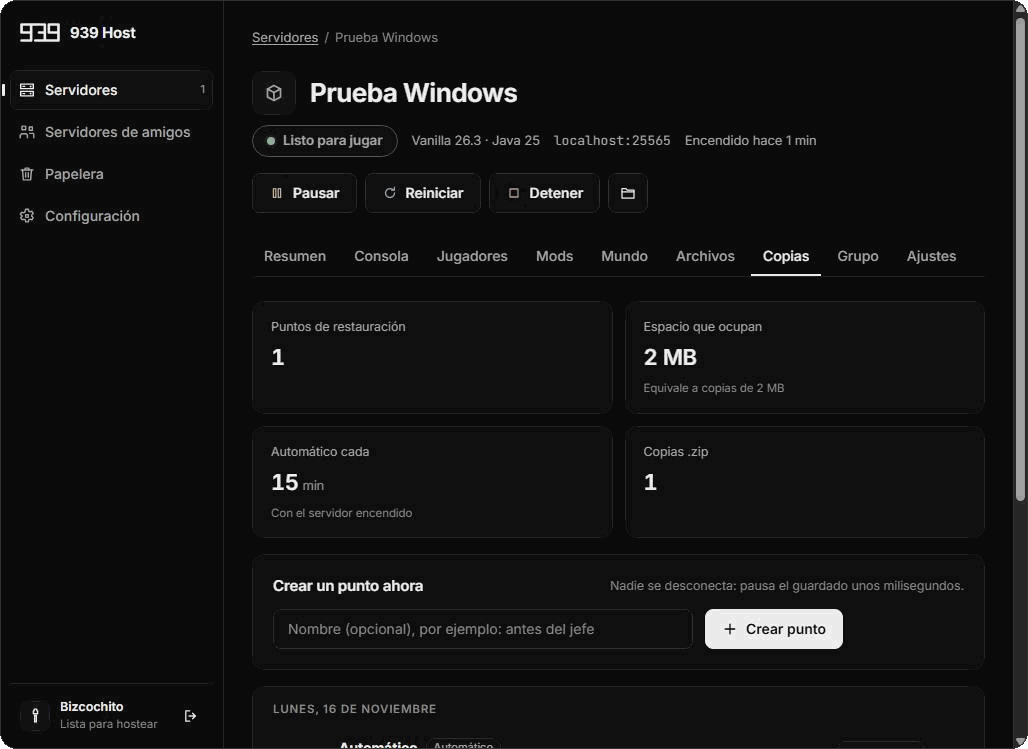 939 939 Host
Servidores 1
Servidores de amigos
Papelera
Configuración
Bizcochito
Lista para hostear
Servidores / Prueba Windows
Prueba Windows
Listo para jugar Vanilla 26.3 · Java 25 localhost:25565 Encendido hace 1 min
Pausar Reiniciar Detener
Resumen Consola Jugadores Mods Mundo Archivos Copias Grupo Ajustes
Puntos de restauración
1
Espacio que ocupan
2 MB
Equivale a copias de 2 MB
Automático cada
15 min
Con el servidor encendido
Copias .zip
1
Crear un punto ahora Nadie se desconecta: pausa el guardado unos milisegundos.
Nombre (opcional), por ejemplo: antes del jefe + Crear punto
LUNES, 16 DE NOVIEMBRE
Automático Automático